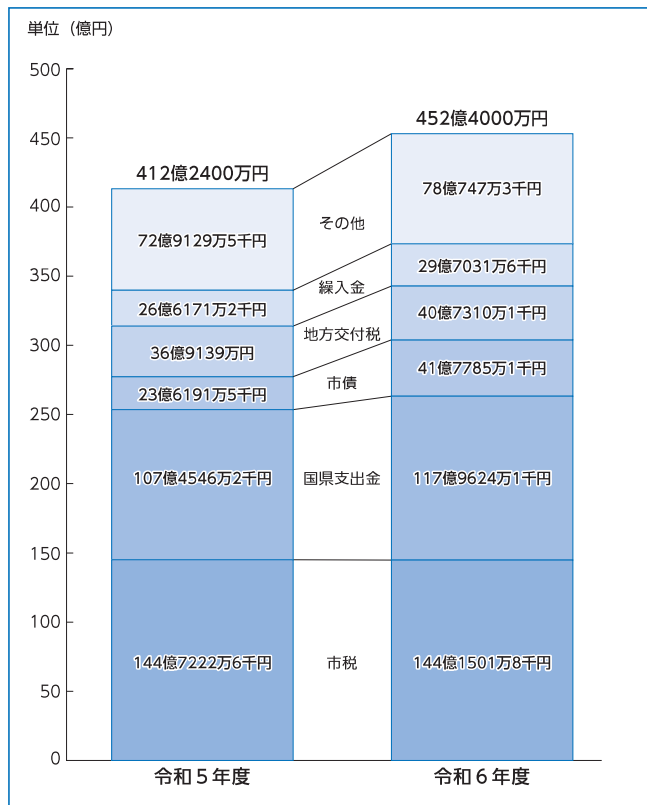 単位（億円）
500
450
400
350
300
250
200
150
100
50
0
412億2400万円
72億9129万5千円
26億6171万2千円
36億9139万円
23億6191万5千円
107億4546万2千円
144億7222万6千円
令和5年度
その他
繰入金
地方交付税
市債
国県支出金
市税
452億4000万円
78億747万3千円
29億7031万6千円
40億7310万1千円
41億7785万1千円
117億9624万1千円
144億1501万8千円
令和6年度